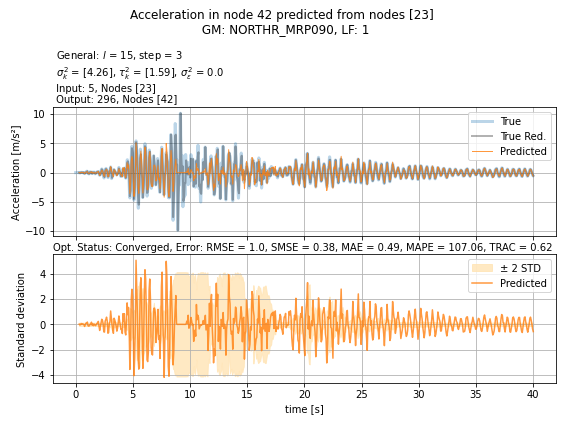 Acceleration in node 42 predicted from nodes [23]
GM: NORTHR_MRP090, LF: 1
General: l = 15, step = 3
σ²ₖ = [4.26], τ²ₖ = [1.59], σ²ε = 0.0
Input: 5, Nodes [23]
Output: 296, Nodes [42]
Acceleration [m/s²]
10
5
0
−5
−10
True
True Red.
Predicted
Opt. Status: Converged, Error: RMSE = 1.0, SMSE = 0.38, MAE = 0.49, MAPE = 107.06, TRAC = 0.62
Standard deviation
4
2
0
−2
−4
± 2 STD
Predicted
0 5 10 15 20 25 30 35 40
time [s]